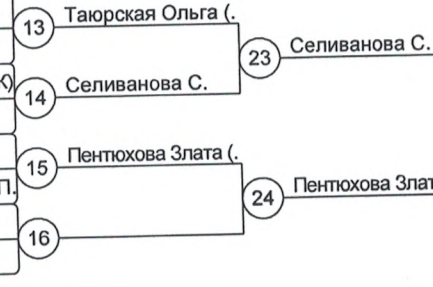 13 Таюрская Ольга (.
23 Селиванова С.
14 Селиванова С.
15 Пентюхова Злата (.
П.
24 Пентюхова Злат
16